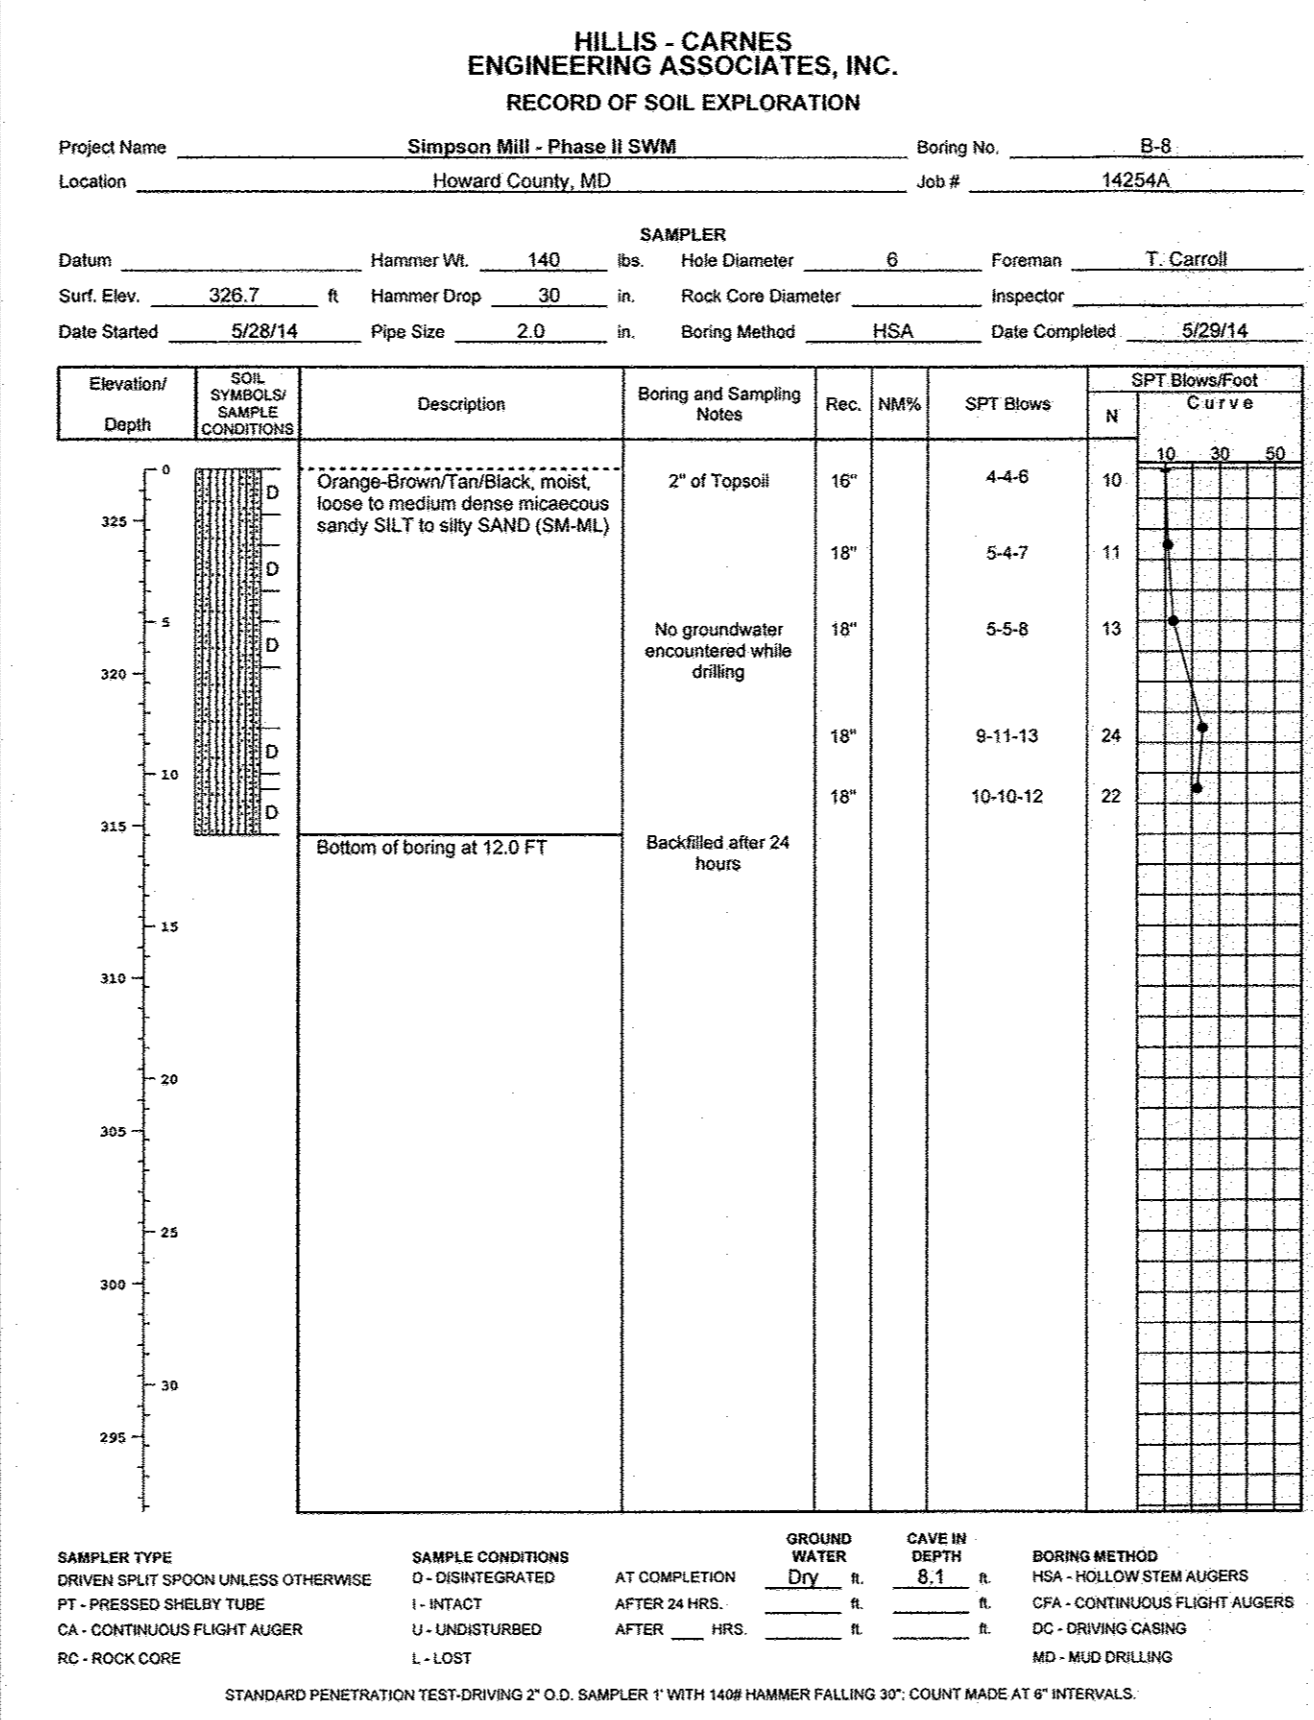 HILLIS - CARNES
ENGINEERING ASSOCIATES, INC.
RECORD OF SOIL EXPLORATION
Project Name Simpson Mill - Phase II SWM Boring No. B-8
Location Howard County, MD Job # 14254A
SAMPLER
Datum Hammer Wt. 140 lbs. Hole Diameter 6 Foreman T. Carroll
Surf. Elev. 326.7 ft Hammer Drop 30 in. Rock Core Diameter Inspector
Date Started 5/28/14 Pipe Size 2.0 in. Boring Method HSA Date Completed 5/29/14
Elevation/
Depth
SOIL
SYMBOLS/
SAMPLE
CONDITIONS
Description
Boring and Sampling
Notes
Rec.
NM%
SPT Blows
SPT Blows/Foot
N
Curve
10 30 50
0
D
Orange-Brown/Tan/Black, moist,
loose to medium dense micaecous
sandy SILT to silty SAND (SM-ML)
2" of Topsoil
16"
4-4-6
10
325
D
18"
5-4-7
11
5
D
No groundwater
encountered while
drilling
18"
5-5-8
13
320
D
18"
9-11-13
24
10
D
18"
10-10-12
22
315
Bottom of boring at 12.0 FT
Backfilled after 24
hours
15
310
20
305
25
300
30
295
GROUND
WATER
CAVE IN
DEPTH
SAMPLER TYPE
DRIVEN SPLIT SPOON UNLESS OTHERWISE
PT - PRESSED SHELBY TUBE
CA - CONTINUOUS FLIGHT AUGER
RC - ROCK CORE
SAMPLE CONDITIONS
D - DISINTEGRATED
I - INTACT
U - UNDISTURBED
L - LOST
AT COMPLETION Dry ft. 8.1 ft.
AFTER 24 HRS. ft. ft.
AFTER HRS. ft. ft.
BORING METHOD
HSA - HOLLOW STEM AUGERS
CFA - CONTINUOUS FLIGHT AUGERS
DC - DRIVING CASING
MD - MUD DRILLING
STANDARD PENETRATION TEST-DRIVING 2" O.D. SAMPLER 1' WITH 140# HAMMER FALLING 30"; COUNT MADE AT 6" INTERVALS.